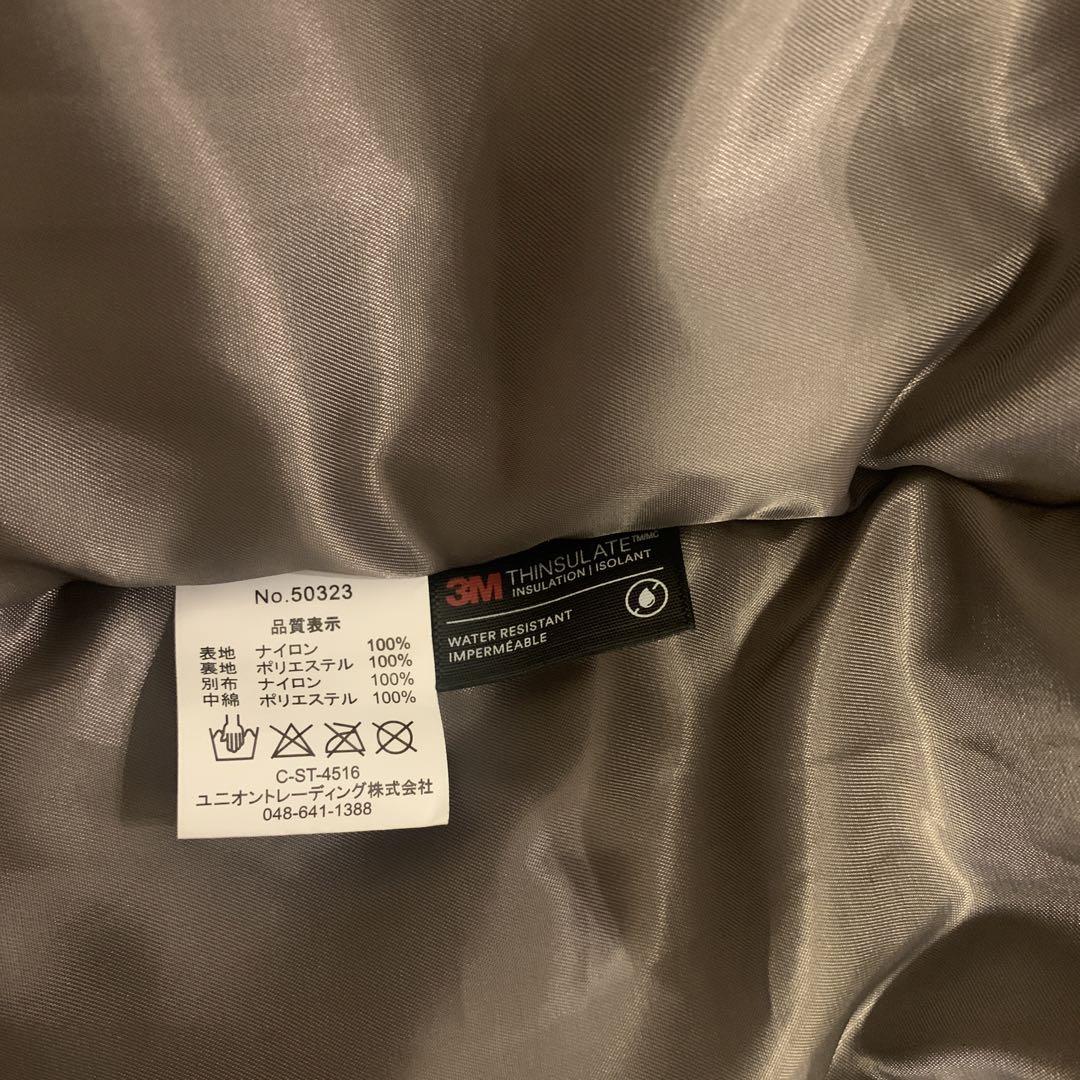 No.50323
品質表示
表地 ナイロン 100%
裏地 ポリエステル 100%
別布 ナイロン 100%
中綿 ポリエステル 100%
C-ST-4516
ユニオントレーディング株式会社
048-641-1388
3M THINSULATE TM/MC
INSULATION | ISOLANT
WATER RESISTANT
IMPERMÉABLE